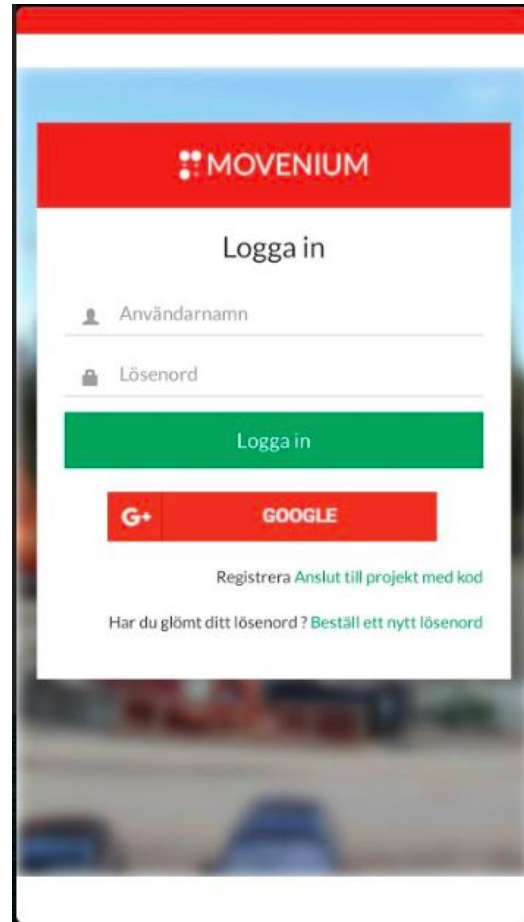 MOVENIUM
Logga in
Användarnamn
Lösenord
Logga in
G+ GOOGLE
Registrera Anslut till projekt med kod
Har du glömt ditt lösenord ? Beställ ett nytt lösenord